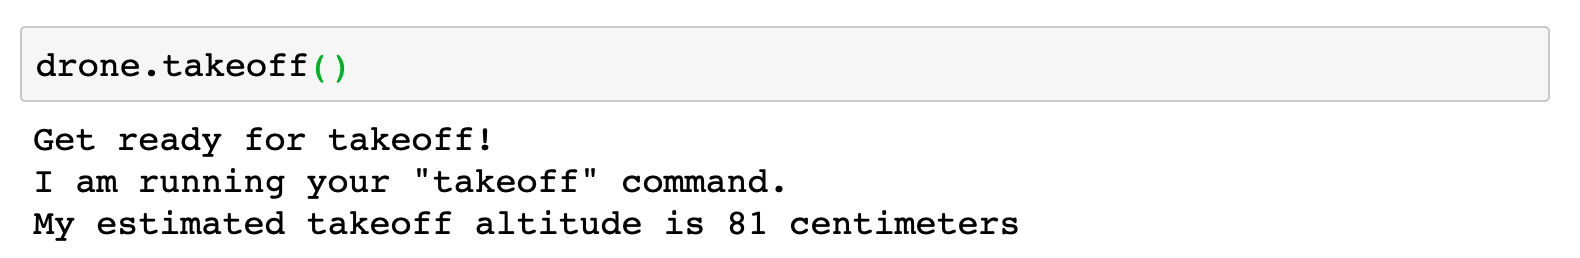 drone.takeoff()
Get ready for takeoff!
I am running your "takeoff" command.
My estimated takeoff altitude is 81 centimeters